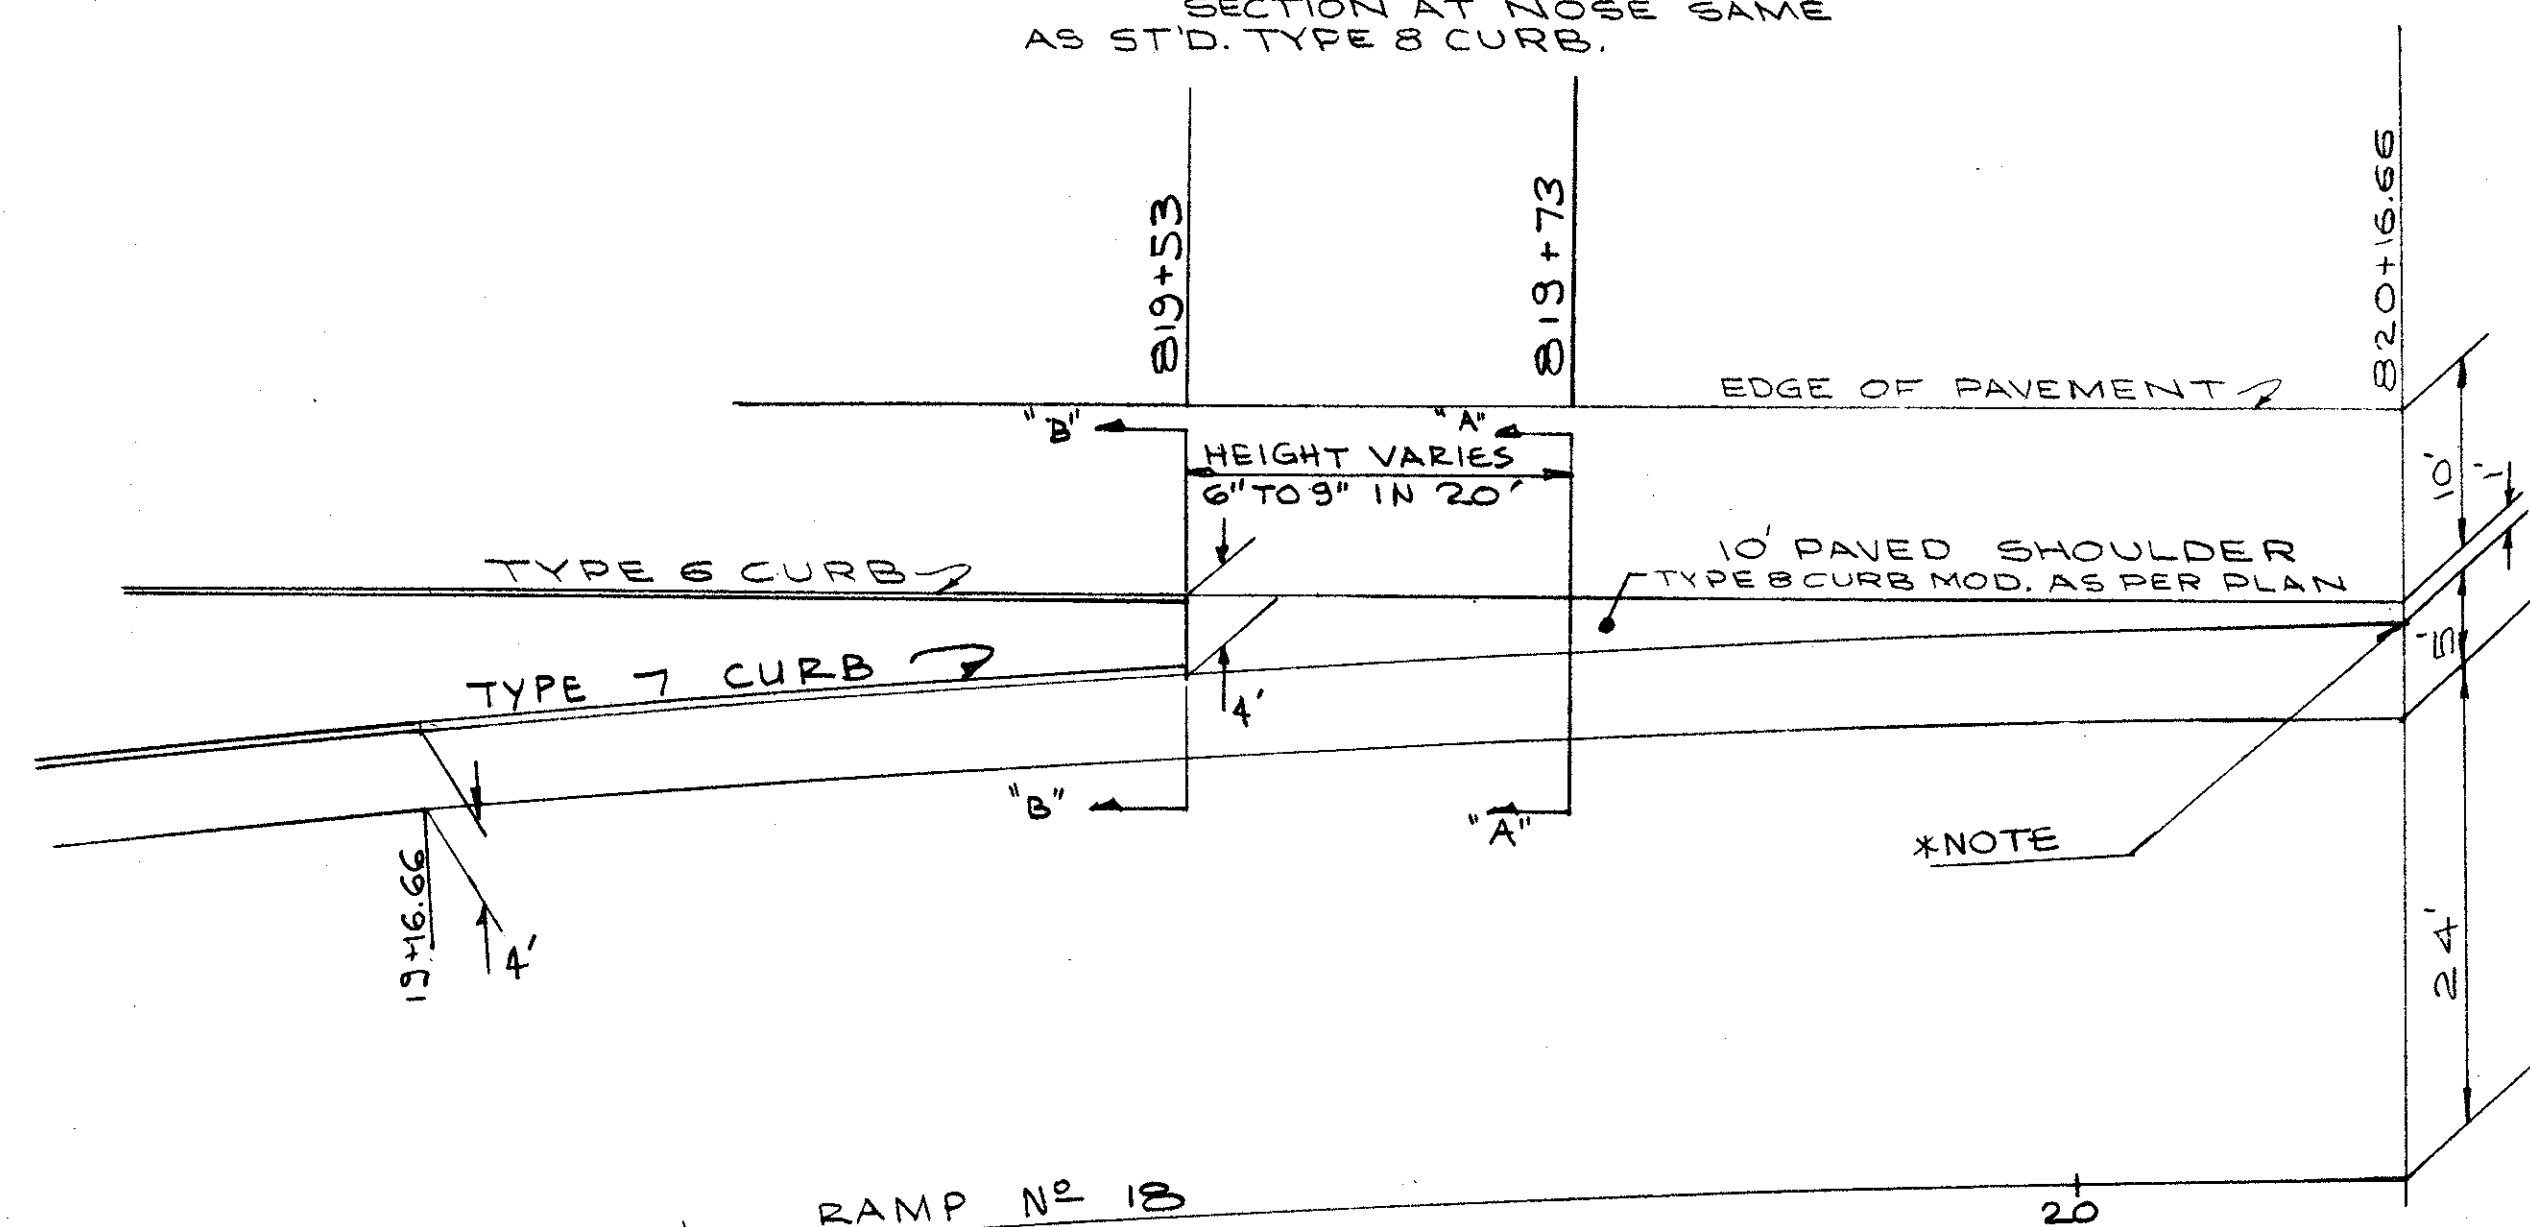 SECTION AT NOSE SAME
AS ST'D. TYPE 8 CURB.
819+53
819+73
820+16.66
EDGE OF PAVEMENT
"B"
"A"
HEIGHT VARIES
6" TO 9" IN 20'
10'
1'
TYPE 6 CURB
10' PAVED SHOULDER
TYPE 8 CURB MOD. AS PER PLAN
5'
TYPE 7 CURB
4'
"B"
"A"
*NOTE
19+16.66
4'
24'
RAMP Nº 18
20